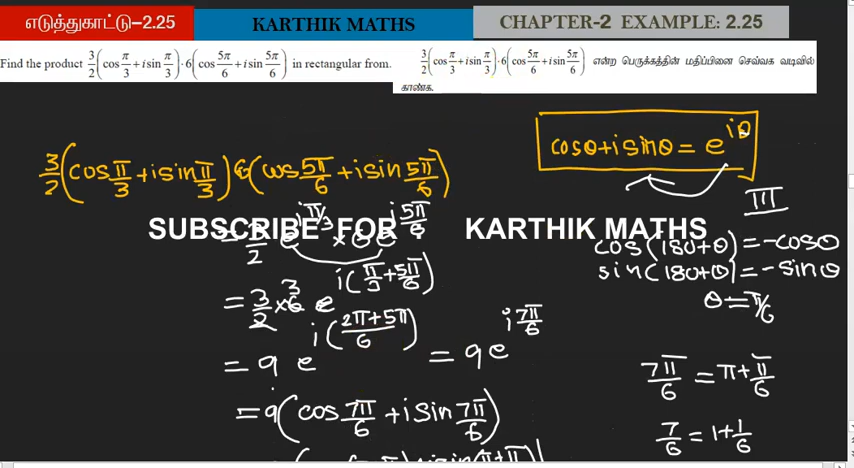 எடுத்துகாட்டு-2.25
KARTHIK MATHS
CHAPTER-2 EXAMPLE: 2.25
Find the product 3/2(cos π/3 + i sin π/3)·6(cos 5π/6 + i sin 5π/6) in rectangular from.
3/2(cos π/3 + i sin π/3)·6(cos 5π/6 + i sin 5π/6) என்ற பெருக்கத்தின் மதிப்பினை செவ்வக வடிவில்
காண்க.
cosθ+isinθ = e^iθ
3/2(cos π/3 + i sin π/3) 6(cos 5π/6 + i sin 5π/6)
SUBSCRIBE FOR KARTHIK MATHS
= 3/2 e^iπ/3 × 6 e^i5π/6
= 3/2 × 6 3 e^i(π/3 + 5π/6)
= 9 e^i(2π+5π/6) = 9 e^i7π/6
= 9(cos 7π/6 + i sin 7π/6)
III
cos(180+θ) = -cosθ
sin(180+θ) = -sinθ
θ = π/6
7π/6 = π + π/6
7/6 = 1 + 1/6